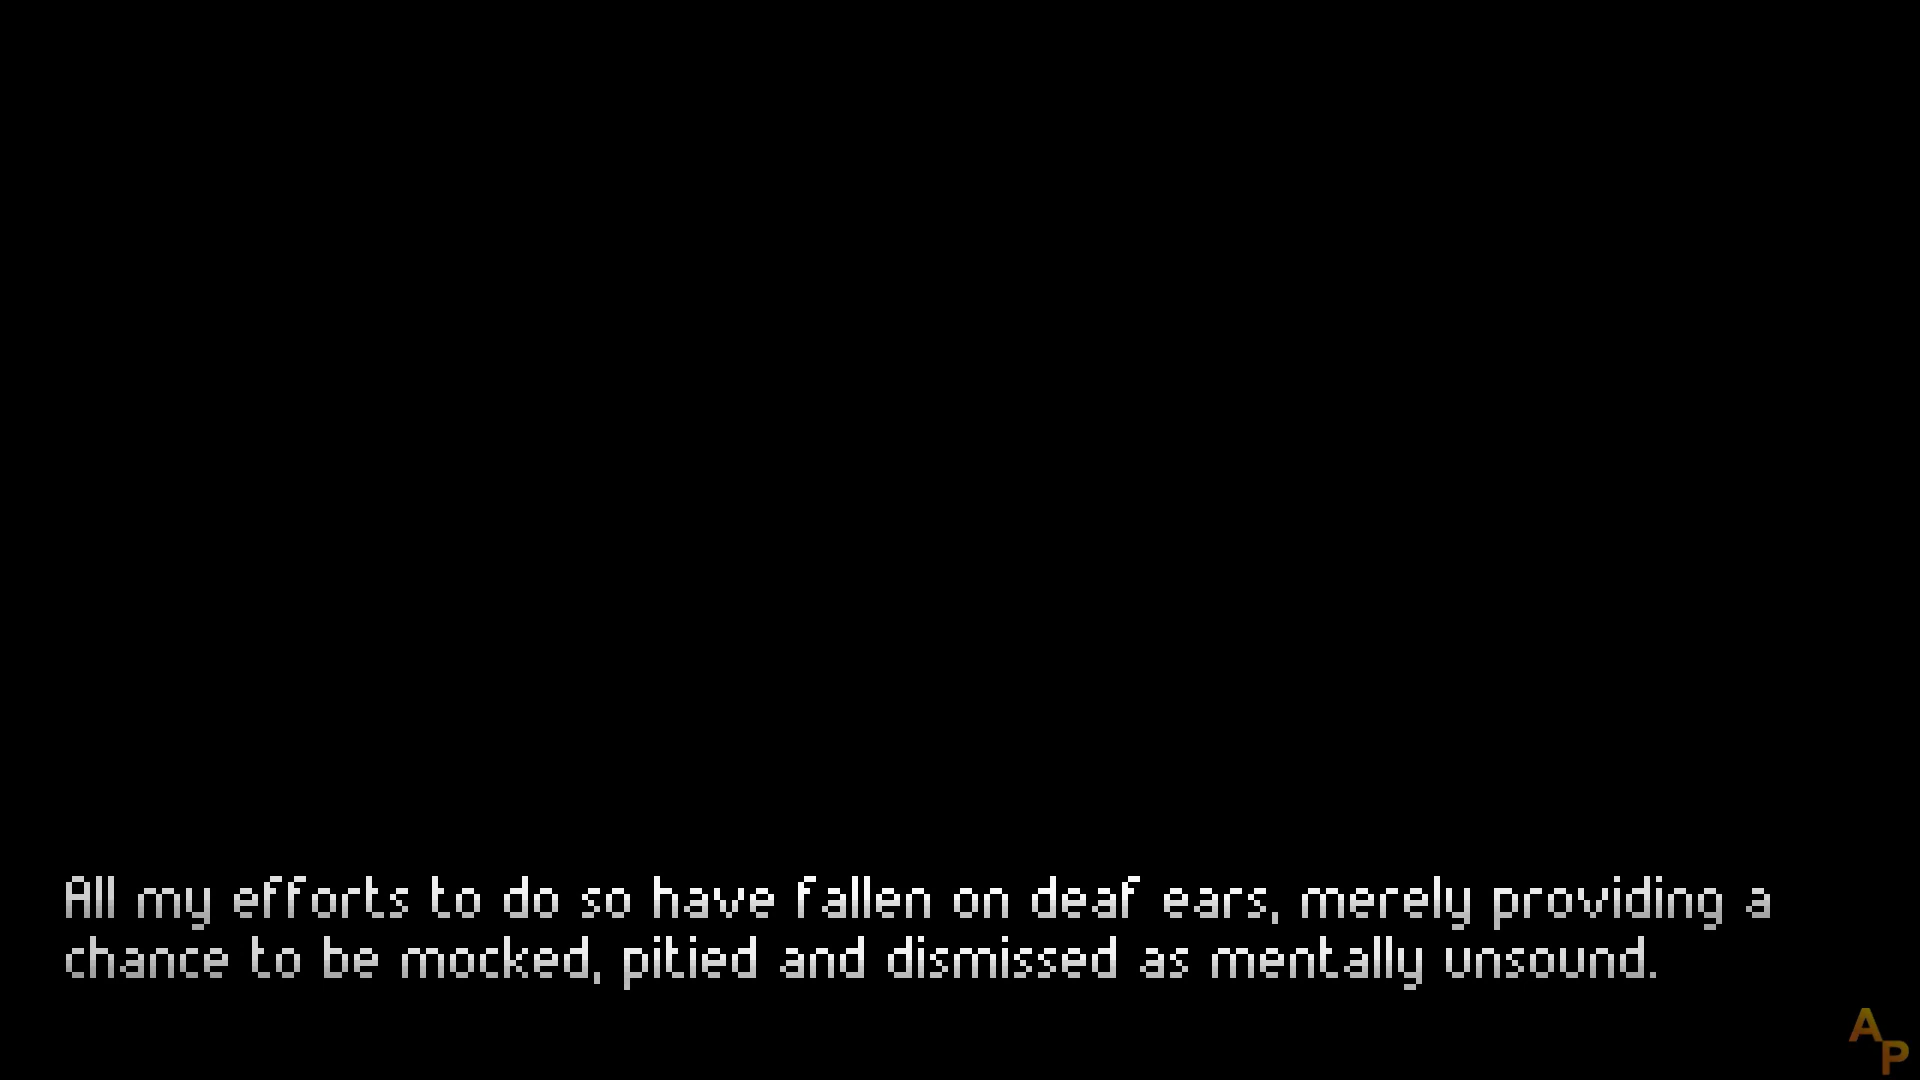 All my efforts to do so have fallen on deaf ears, merely providing a
chance to be mocked, pitied and dismissed as mentally unsound.
A
P